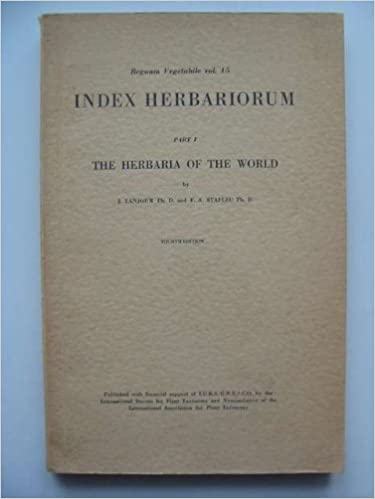 Regnum Vegetabile vol. 15
INDEX HERBARIORUM
PART I
THE HERBARIA OF THE WORLD
by
J. LANJOUW Ph. D. and F. A. STAFLEU Ph. D.
FOURTH EDITION
Published with financial support of I.U.B.S./U.N.E.S.C.O. by the
International Bureau for Plant Taxonomy and Nomenclature of the
International Association for Plant Taxonomy